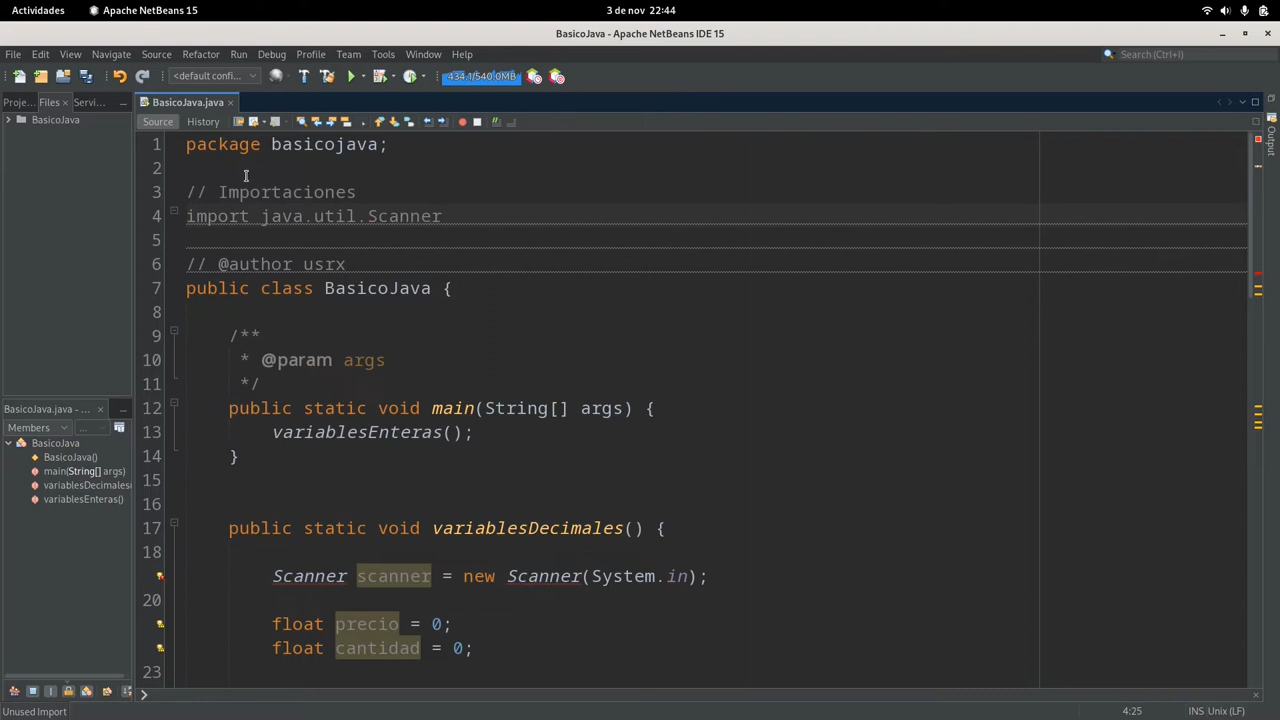 Actividades
Apache NetBeans 15
3 de nov 22:44
BasicoJava - Apache NetBeans IDE 15
File Edit View Navigate Source Refactor Run Debug Profile Team Tools Window Help
Search (Ctrl+I)
<default confi...
434.1/540.0MB
Proje...
Files
Servi...
BasicoJava.java
BasicoJava
Source
History
Output
1 package basicojava;
2
3 // Importaciones
4 import java.util.Scanner
5
6 // @author usrx
7 public class BasicoJava {
8
9 /**
10 * @param args
11 */
12 public static void main(String[] args) {
13 variablesEnteras();
14 }
15
16
17 public static void variablesDecimales() {
18
Scanner scanner = new Scanner(System.in);
20
float precio = 0;
float cantidad = 0;
23
BasicoJava.java - ...
Members
...
BasicoJava
BasicoJava()
main(String[] args)
variablesDecimales
variablesEnteras()
Unused Import
4:25
INS Unix (LF)